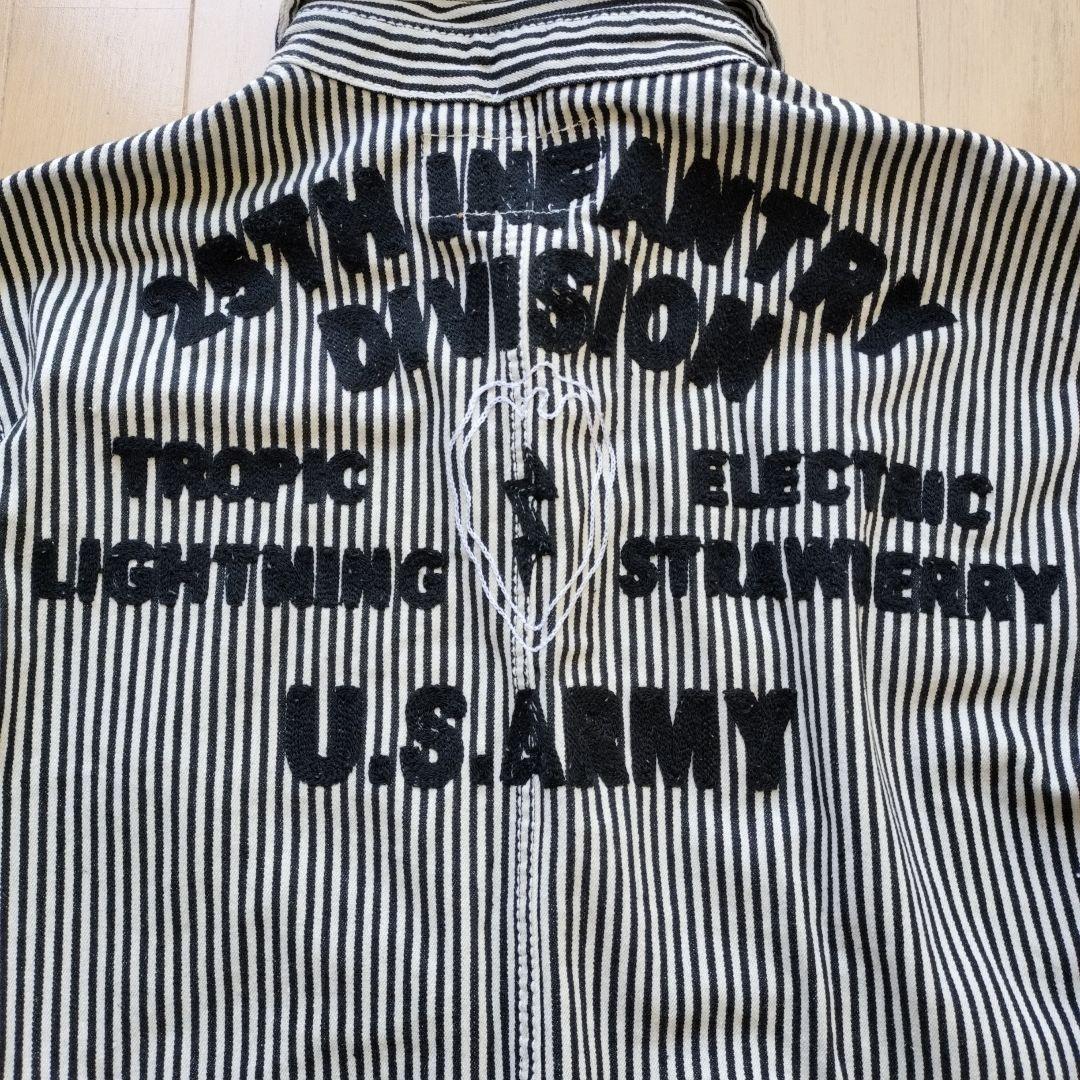 25TH INFANTRY
DIVISION
TROPIC
LIGHTNING
ELECTRIC
STRAWBERRY
U.S.ARMY